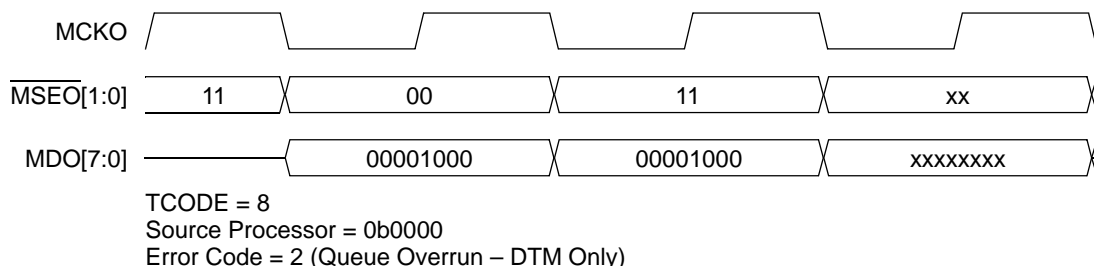 MCKO
MSEO[1:0] 11 00 11 xx
MDO[7:0] 00001000 00001000 xxxxxxxx
TCODE = 8
Source Processor = 0b0000
Error Code = 2 (Queue Overrun – DTM Only)